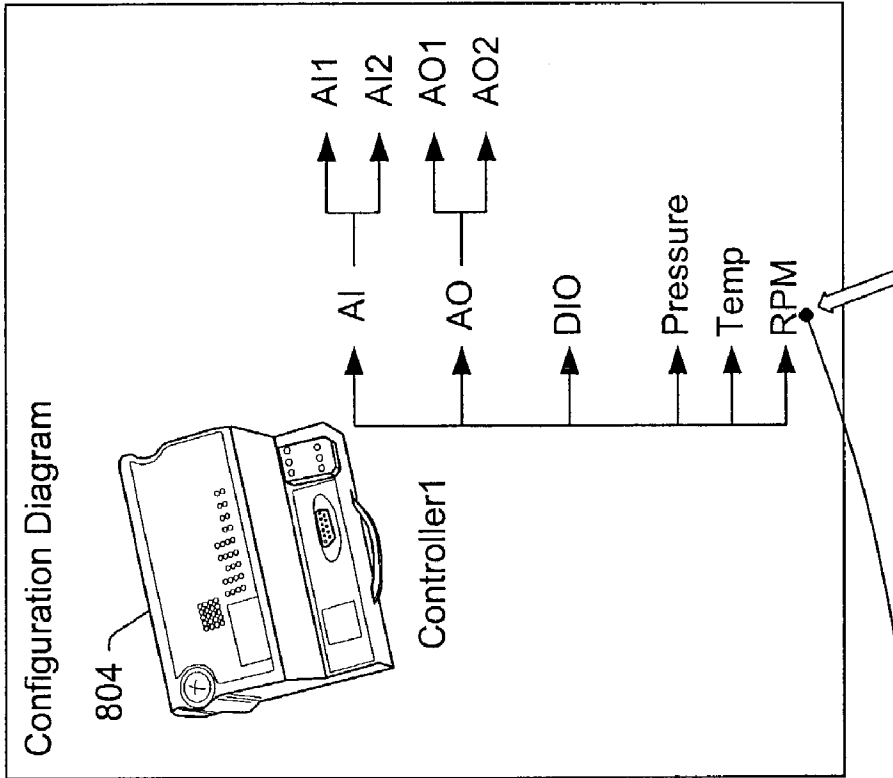 Configuration Diagram
804
Controller1
AI
AI1
AI2
AO
AO1
AO2
DIO
Pressure
Temp
RPM